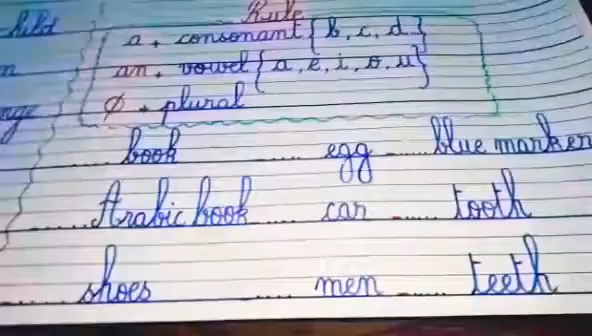 Rule
a + consonant { b, c, d }
an + vowel { a, e, i, o, u }
Ø + plural
book ...... egg ...... blue marker
...... Arabic book ...... car ...... tooth
...... shoes ...... men ...... teeth